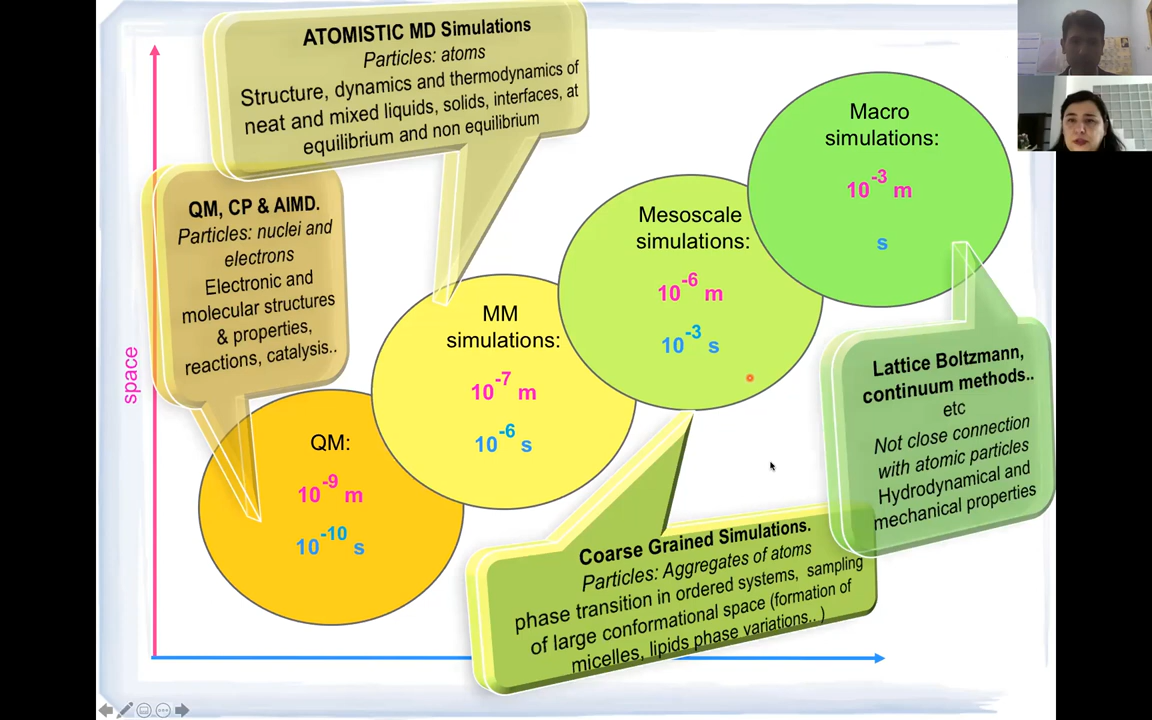 ATOMISTIC MD Simulations
Particles: atoms
Structure, dynamics and thermodynamics of
neat and mixed liquids, solids, interfaces, at
equilibrium and non equilibrium
QM, CP & AIMD.
Particles: nuclei and
electrons
Electronic and
molecular structures
& properties,
reactions, catalysis..
space
QM:
10⁻⁹ m
10⁻¹⁰ s
MM
simulations:
10⁻⁷ m
10⁻⁶ s
Mesoscale
simulations:
10⁻⁶ m
10⁻³ s
Macro
simulations:
10⁻³ m
s
Lattice Boltzmann,
continuum methods..
etc
Not close connection
with atomic particles
Hydrodynamical and
mechanical properties
Coarse Grained Simulations.
Particles: Aggregates of atoms
phase transition in ordered systems, sampling
of large conformational space (formation of
micelles, lipids phase variations.. )